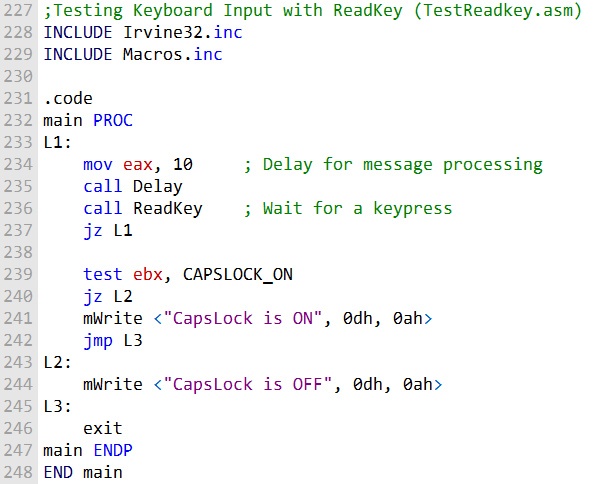 227 ;Testing Keyboard Input with ReadKey (TestReadkey.asm)
228 INCLUDE Irvine32.inc
229 INCLUDE Macros.inc
230
231 .code
232 main PROC
233 L1:
234     mov eax, 10     ; Delay for message processing
235     call Delay
236     call ReadKey    ; Wait for a keypress
237     jz L1
238
239     test ebx, CAPSLOCK_ON
240     jz L2
241     mWrite <"CapsLock is ON", 0dh, 0ah>
242     jmp L3
243 L2:
244     mWrite <"CapsLock is OFF", 0dh, 0ah>
245 L3:
246     exit
247 main ENDP
248 END main